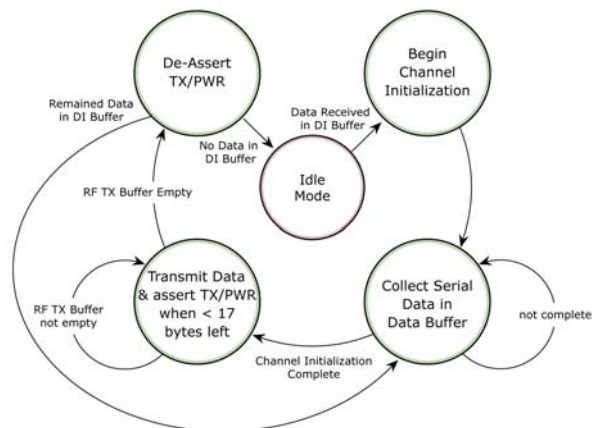 De-Assert
TX/PWR
Begin
Channel
Initialization
Remained Data
in DI Buffer
Data Received
in DI Buffer
No Data in
DI Buffer
Idle
Mode
RF TX Buffer Empty
Transmit Data
& assert TX/PWR
when < 17
bytes left
RF TX Buffer
not empty
Collect Serial
Data in
Data Buffer
not complete
Channel Initialization
Complete